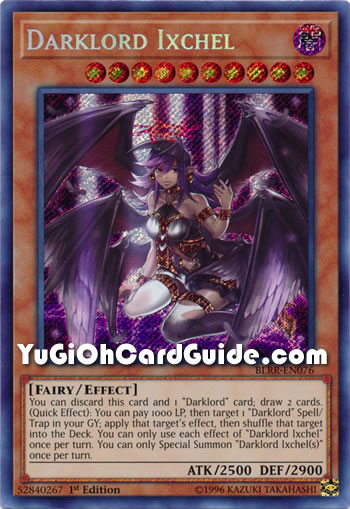 Darklord Ixchel
YuGiOhCardGuide.com
BLRR-EN076
[Fairy/Effect]
You can discard this card and 1 "Darklord" card; draw 2 cards.
(Quick Effect): You can pay 1000 LP, then target 1 "Darklord" Spell/
Trap in your GY; apply that target's effect, then shuffle that target
into the Deck. You can only use each effect of "Darklord Ixchel"
once per turn. You can only Special Summon "Darklord Ixchel(s)"
once per turn.
ATK/2500 DEF/2900
52840267 1st Edition ©1996 KAZUKI TAKAHASHI